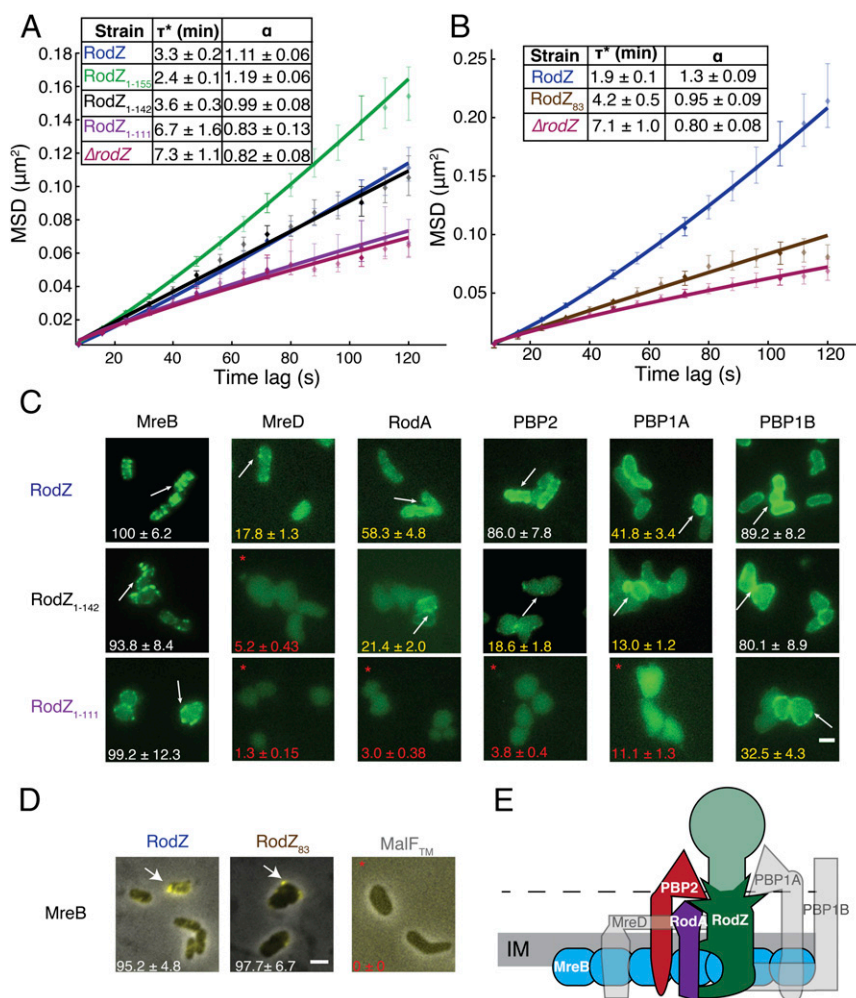 A
Strain τ* (min) α
RodZ 3.3 ± 0.2 1.11 ± 0.06
RodZ1-155 2.4 ± 0.1 1.19 ± 0.06
RodZ1-142 3.6 ± 0.3 0.99 ± 0.08
RodZ1-111 6.7 ± 1.6 0.83 ± 0.13
ΔrodZ 7.3 ± 1.1 0.82 ± 0.08
MSD (µm²)
0.18
0.16
0.14
0.12
0.10
0.08
0.06
0.04
0.02
20 40 60 80 100 120
Time lag (s)
B
Strain τ* (min) α
RodZ 1.9 ± 0.1 1.3 ± 0.09
RodZ83 4.2 ± 0.5 0.95 ± 0.09
ΔrodZ 7.1 ± 1.0 0.80 ± 0.08
MSD (µm²)
0.25
0.20
0.15
0.10
0.05
20 40 60 80 100 120
Time lag (s)
C
MreB MreD RodA PBP2 PBP1A PBP1B
RodZ
100 ± 6.2 17.8 ± 1.3 58.3 ± 4.8 86.0 ± 7.8 41.8 ± 3.4 89.2 ± 8.2
RodZ1-142
*
93.8 ± 8.4 5.2 ± 0.43 21.4 ± 2.0 18.6 ± 1.8 13.0 ± 1.2 80.1 ± 8.9
RodZ1-111
* * * *
99.2 ± 12.3 1.3 ± 0.15 3.0 ± 0.38 3.8 ± 0.4 11.1 ± 1.3 32.5 ± 4.3
D
RodZ RodZ83 MalFTM
MreB
*
95.2 ± 4.8 97.7± 6.7 0 ± 0
E
PBP2
PBP1A
PBP1B
MreD
RodA
RodZ
IM
MreB